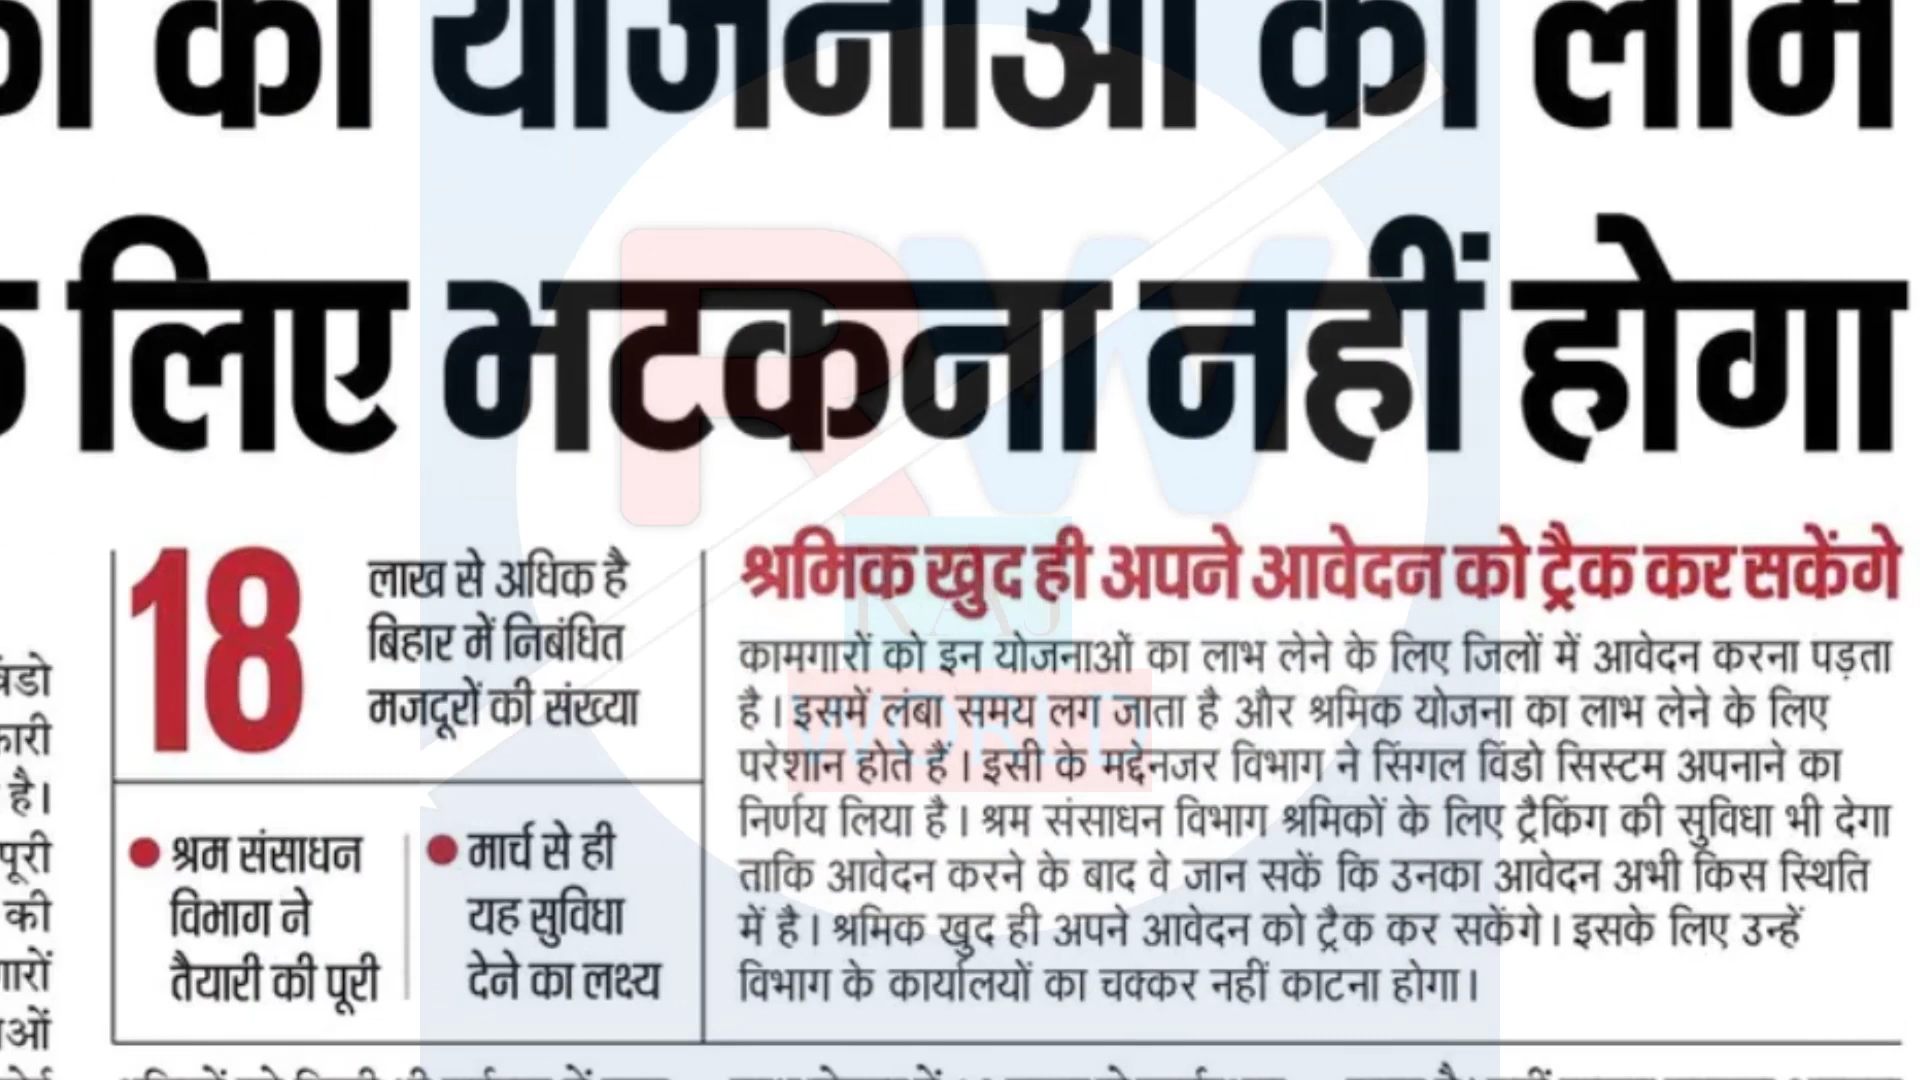 को योजनाओं का लाभ
लिए भटकना नहीं होगा
18
लाख से अधिक है
बिहार में निबंधित
मजदूरों की संख्या
श्रम संसाधन
विभाग ने
तैयारी की पूरी
मार्च से ही
यह सुविधा
देने का लक्ष्य
श्रमिक खुद ही अपने आवेदन को ट्रैक कर सकेंगे
कामगारों को इन योजनाओं का लाभ लेने के लिए जिलों में आवेदन करना पड़ता
है। इसमें लंबा समय लग जाता है और श्रमिक योजना का लाभ लेने के लिए
परेशान होते हैं। इसी के मद्देनजर विभाग ने सिंगल विंडो सिस्टम अपनाने का
निर्णय लिया है। श्रम संसाधन विभाग श्रमिकों के लिए ट्रैकिंग की सुविधा भी देगा
ताकि आवेदन करने के बाद वे जान सकें कि उनका आवेदन अभी किस स्थिति
में है। श्रमिक खुद ही अपने आवेदन को ट्रैक कर सकेंगे। इसके लिए उन्हें
विभाग के कार्यालयों का चक्कर नहीं काटना होगा।
है।
पूरी
की
RW
RAJ
WORLD